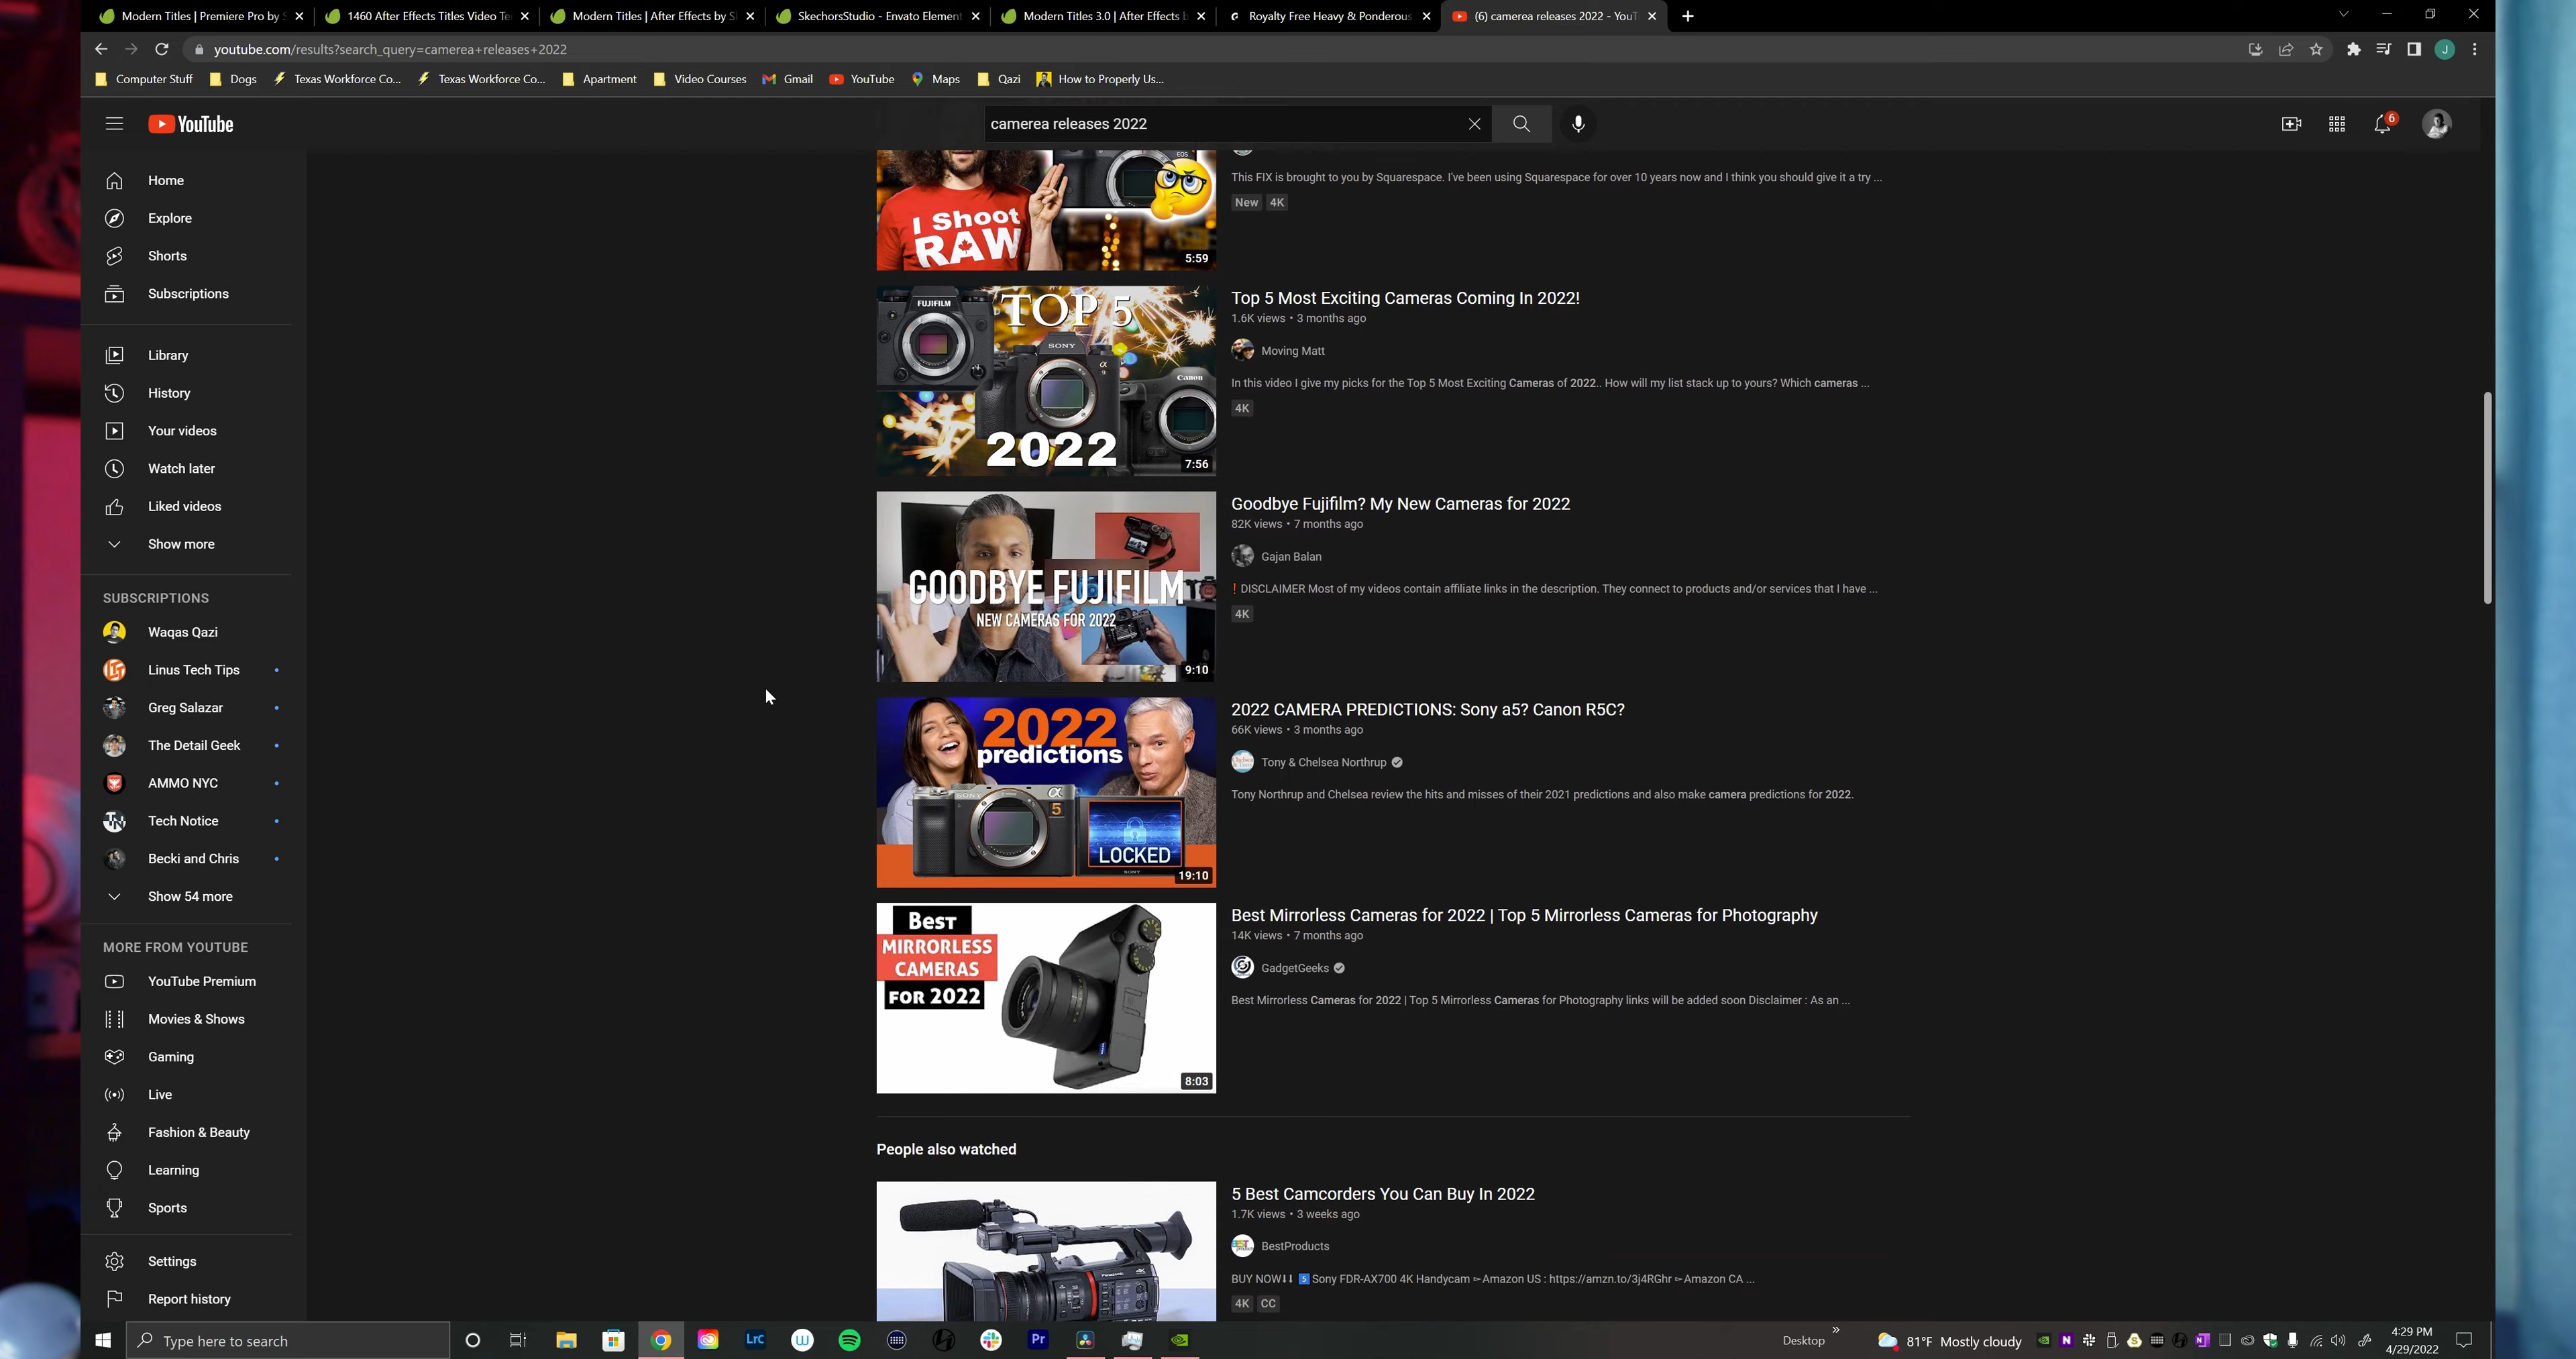 Modern Titles | Premiere Pro by S
1460 After Effects Titles Video Te
Modern Titles | After Effects by S
SkechorsStudio - Envato Element
Modern Titles 3.0 | After Effects b
Royalty Free Heavy & Ponderous
(6) camerea releases 2022 - YouT
youtube.com/results?search_query=camerea+releases+2022
J
Computer Stuff
Dogs
Texas Workforce Co...
Texas Workforce Co...
Apartment
Video Courses
Gmail
YouTube
Maps
Qazi
How to Properly Us...
YouTube
camerea releases 2022
6
Home
Explore
Shorts
Subscriptions
Library
History
Your videos
Watch later
Liked videos
Show more
SUBSCRIPTIONS
Waqas Qazi
Linus Tech Tips
Greg Salazar
The Detail Geek
AMMO NYC
Tech Notice
Becki and Chris
Show 54 more
MORE FROM YOUTUBE
YouTube Premium
Movies & Shows
Gaming
Live
Fashion & Beauty
Learning
Sports
Settings
Report history
EOS
I Shoot
RAW
5:59
This FIX is brought to you by Squarespace. I've been using Squarespace for over 10 years now and I think you should give it a try ...
New 4K
FUJIFILM
TOP 5
SONY
α
9
Canon
2022
7:56
Top 5 Most Exciting Cameras Coming In 2022!
1.6K views • 3 months ago
Moving Matt
In this video I give my picks for the Top 5 Most Exciting Cameras of 2022.. How will my list stack up to yours? Which cameras ...
4K
GOODBYE FUJIFILM
NEW CAMERAS FOR 2022
9:10
Goodbye Fujifilm? My New Cameras for 2022
82K views • 7 months ago
Gajan Balan
❗DISCLAIMER Most of my videos contain affiliate links in the description. They connect to products and/or services that I have ...
4K
2022
predictions
SONY
α
5
LOCKED
SONY
19:10
2022 CAMERA PREDICTIONS: Sony a5? Canon R5C?
66K views • 3 months ago
Tony & Chelsea Northrup
Tony Northrup and Chelsea review the hits and misses of their 2021 predictions and also make camera predictions for 2022.
BEST
MIRRORLESS
CAMERAS
FOR 2022
8:03
Best Mirrorless Cameras for 2022 | Top 5 Mirrorless Cameras for Photography
14K views • 7 months ago
GadgetGeeks
Best Mirrorless Cameras for 2022 | Top 5 Mirrorless Cameras for Photography links will be added soon Disclaimer : As an ...
People also watched
Panasonic
4K
5 Best Camcorders You Can Buy In 2022
1.7K views • 3 weeks ago
BestProducts
BUY NOW⬇⬇ 5️⃣Sony FDR-AX700 4K Handycam ➳Amazon US : https://amzn.to/3j4RGhr ➳Amazon CA ...
4K CC
Type here to search
LrC
Pr
Desktop
81°F Mostly cloudy
4:29 PM
4/29/2022